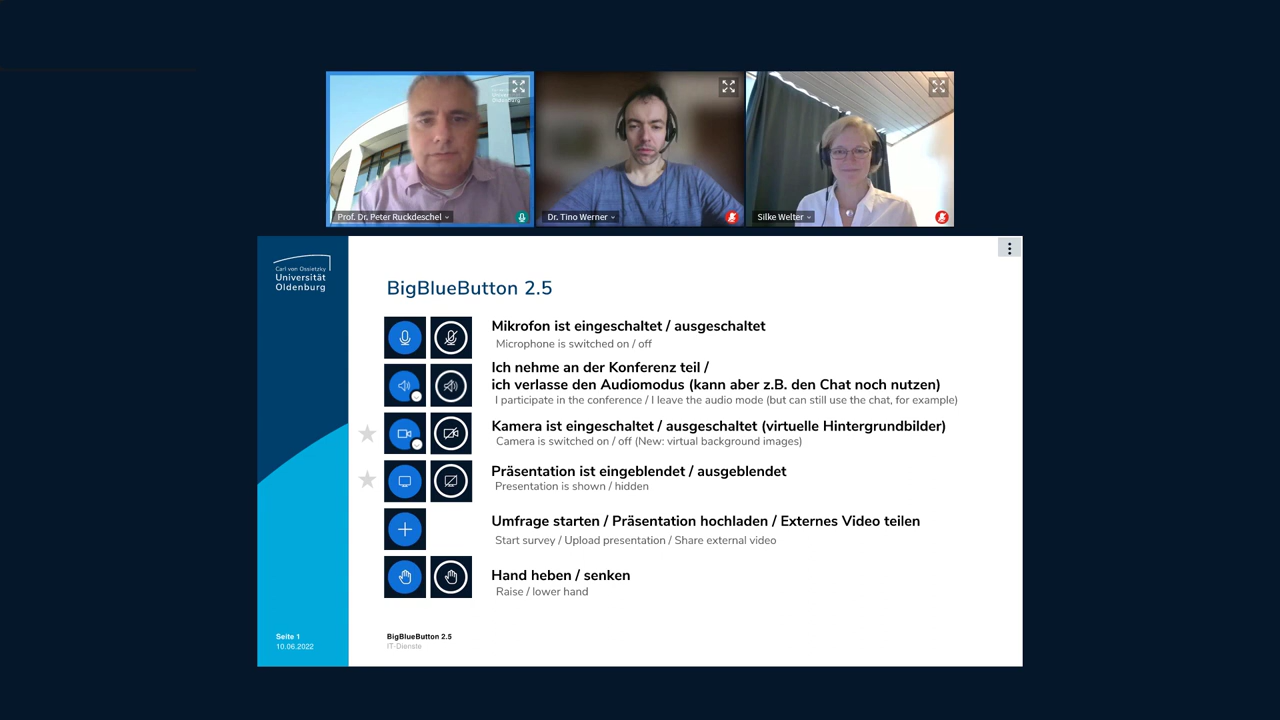 Universität
Oldenburg
Prof. Dr. Peter Ruckdeschel
Dr. Tino Werner
Silke Welter
Carl von Ossietzky
Universität
Oldenburg
BigBlueButton 2.5
Mikrofon ist eingeschaltet / ausgeschaltet
Microphone is switched on / off
Ich nehme an der Konferenz teil /
ich verlasse den Audiomodus (kann aber z.B. den Chat noch nutzen)
I participate in the conference / I leave the audio mode (but can still use the chat, for example)
Kamera ist eingeschaltet / ausgeschaltet (virtuelle Hintergrundbilder)
Camera is switched on / off (New: virtual background images)
Präsentation ist eingeblendet / ausgeblendet
Presentation is shown / hidden
Umfrage starten / Präsentation hochladen / Externes Video teilen
Start survey / Upload presentation / Share external video
Hand heben / senken
Raise / lower hand
Seite 1
10.06.2022
BigBlueButton 2.5
IT-Dienste